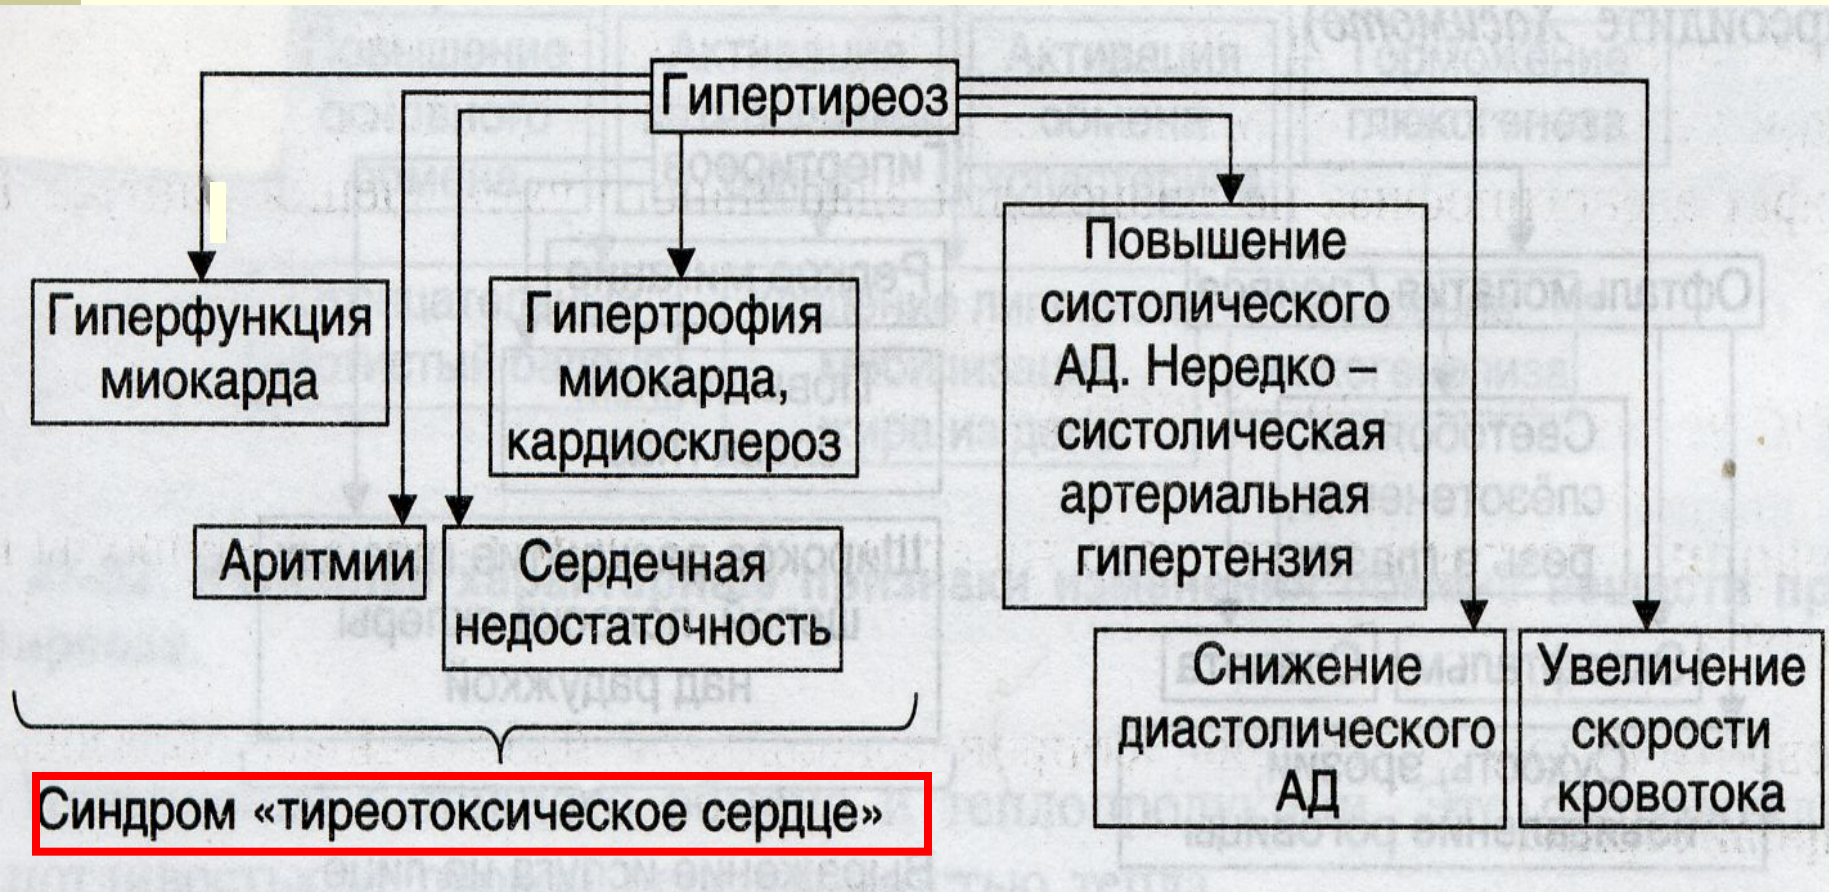 Гипертиреоз
Гиперфункция
миокарда
Гипертрофия
миокарда,
кардиосклероз
Повышение
систолического
АД. Нередко –
систолическая
артериальная
гипертензия
Аритмии
Сердечная
недостаточность
Снижение
диастолического
АД
Увеличение
скорости
кровотока
Синдром «тиреотоксическое сердце»